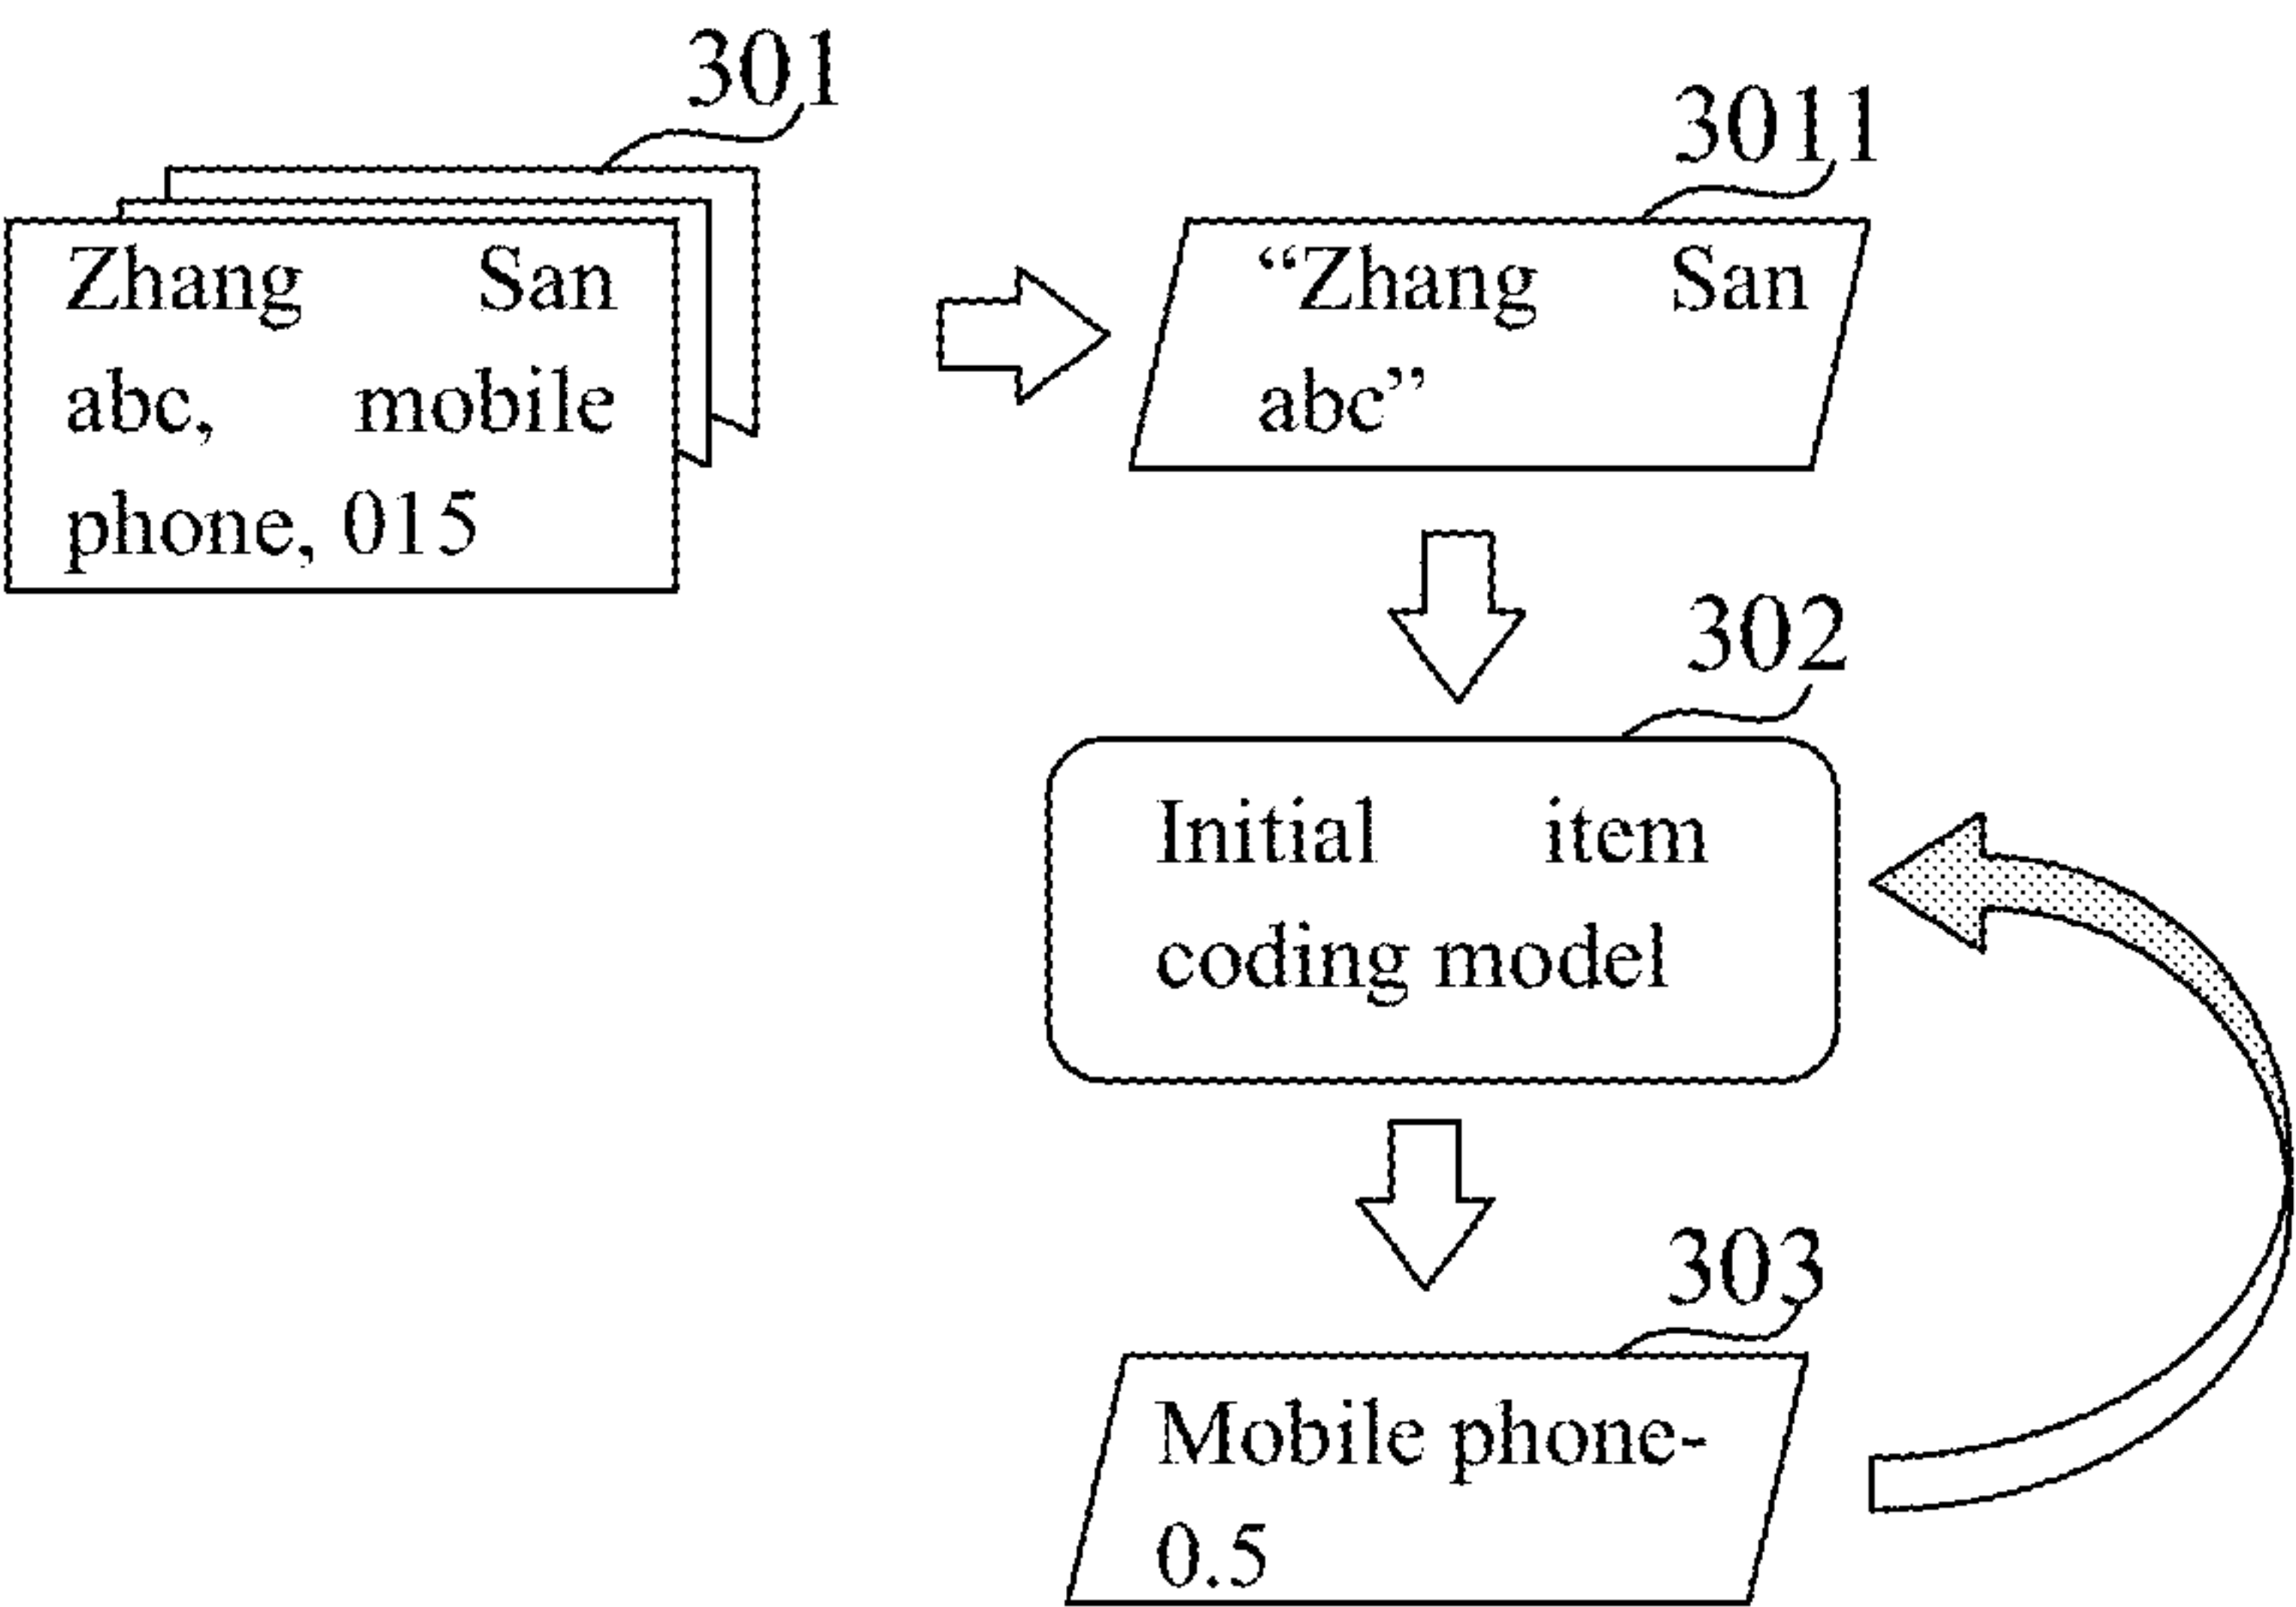 301
Zhang San
abc, mobile
phone, 015
3011
“Zhang San
abc”
302
Initial item
coding model
303
Mobile phone-
0.5